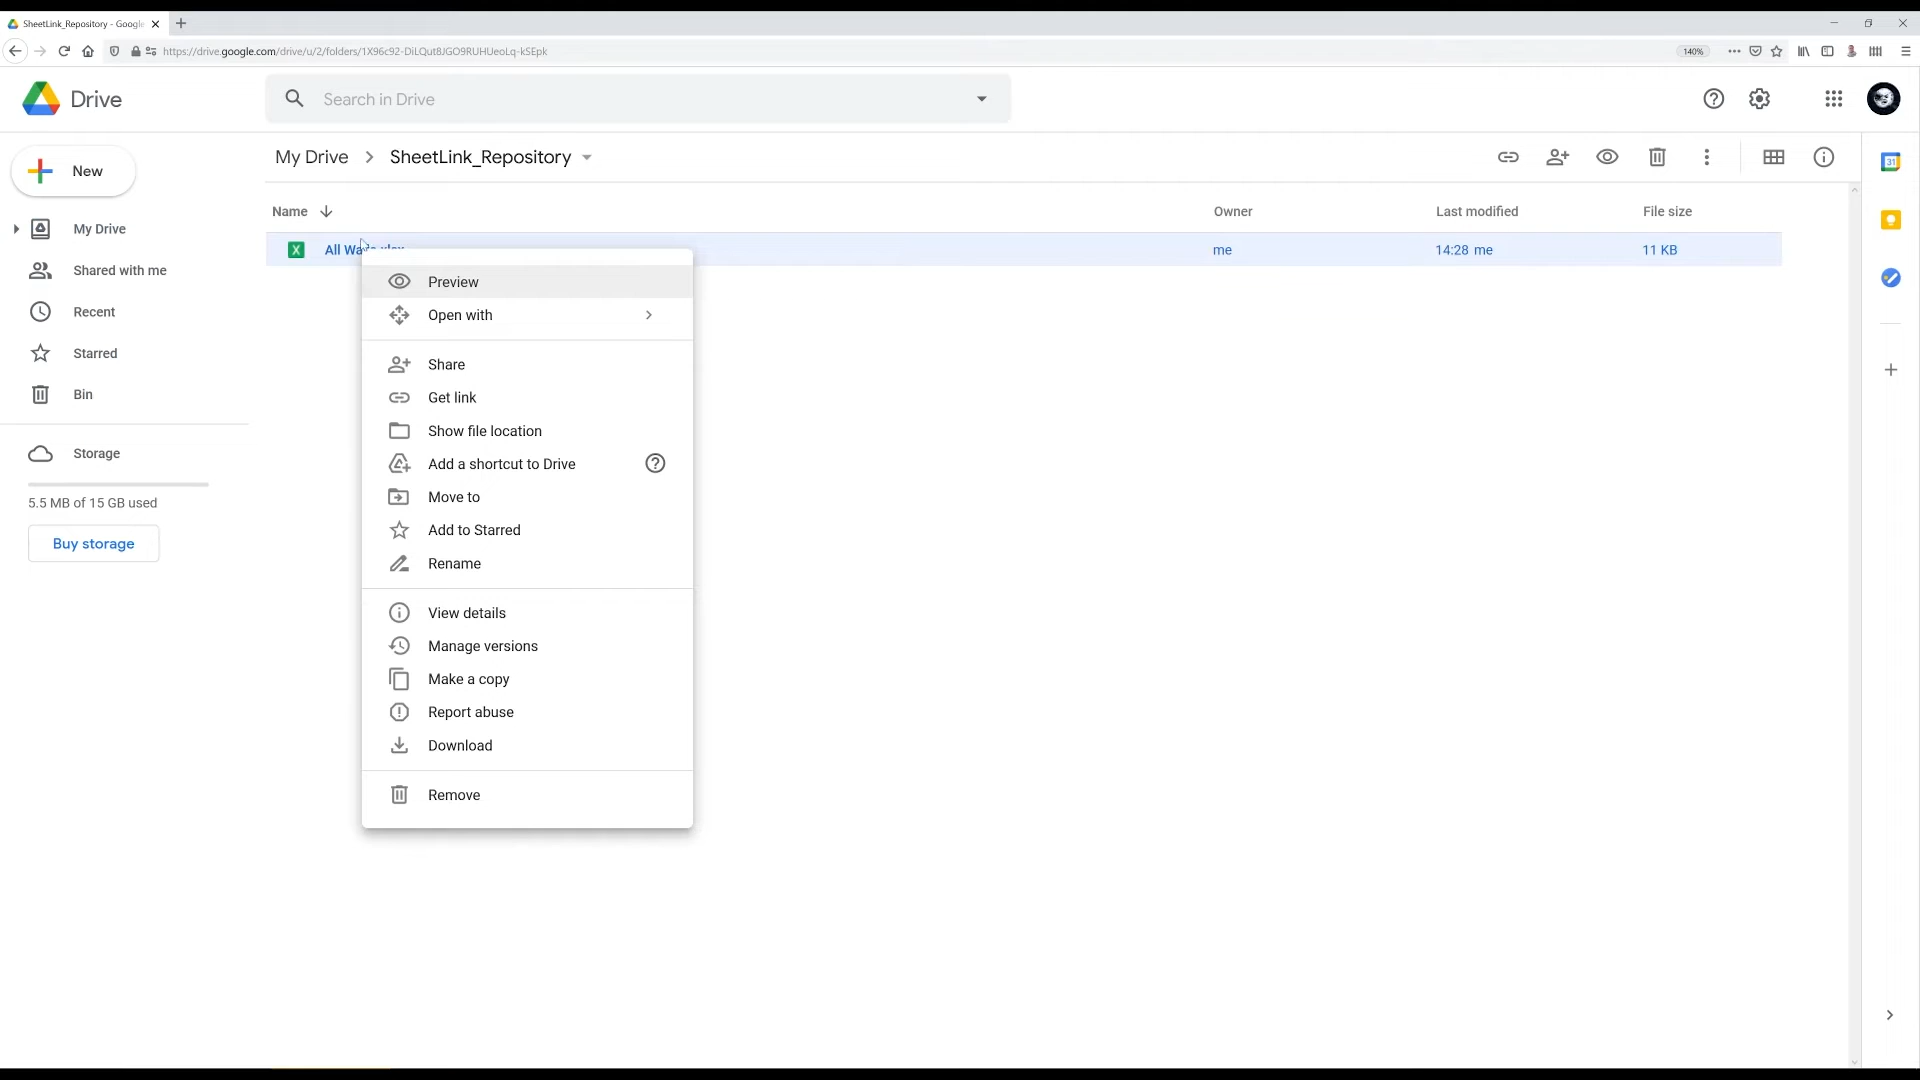 SheetLink_Repository - Google
https://drive.google.com/drive/u/2/folders/1X96c92-DiLQut8JGO9RUHUeoLq-kSEpk
140%
Drive
Search in Drive
New
My Drive
Shared with me
Recent
Starred
Bin
Storage
5.5 MB of 15 GB used
Buy storage
My Drive > SheetLink_Repository
Name Owner Last modified File size
All me 14:28 me 11 KB
Preview
Open with
Share
Get link
Show file location
Add a shortcut to Drive
Move to
Add to Starred
Rename
View details
Manage versions
Make a copy
Report abuse
Download
Remove
31